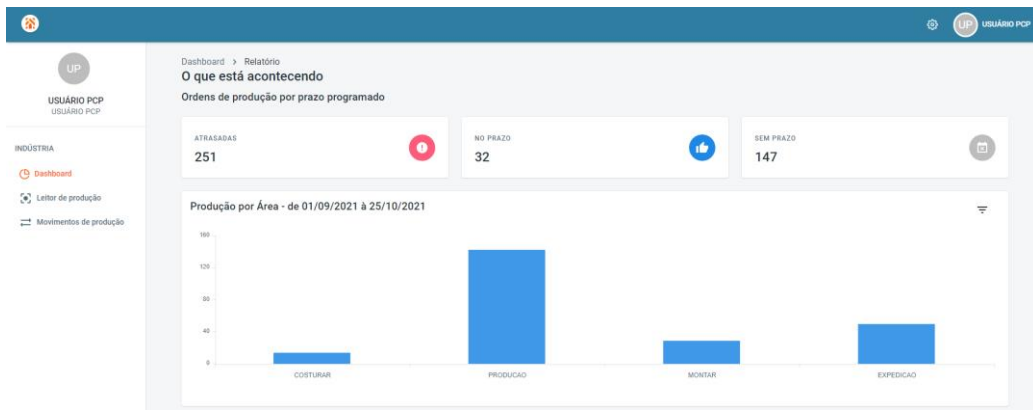 UP USUÁRIO PCP
UP
USUÁRIO PCP
USUÁRIO PCP
INDÚSTRIA
Dashboard
Leitor de produção
Movimentos de produção
Dashboard > Relatório
O que está acontecendo
Ordens de produção por prazo programado
ATRASADAS
251
NO PRAZO
32
SEM PRAZO
147
Produção por Área - de 01/09/2021 à 25/10/2021
160
120
80
40
0
COSTURAR PRODUCAO MONTAR EXPEDICAO